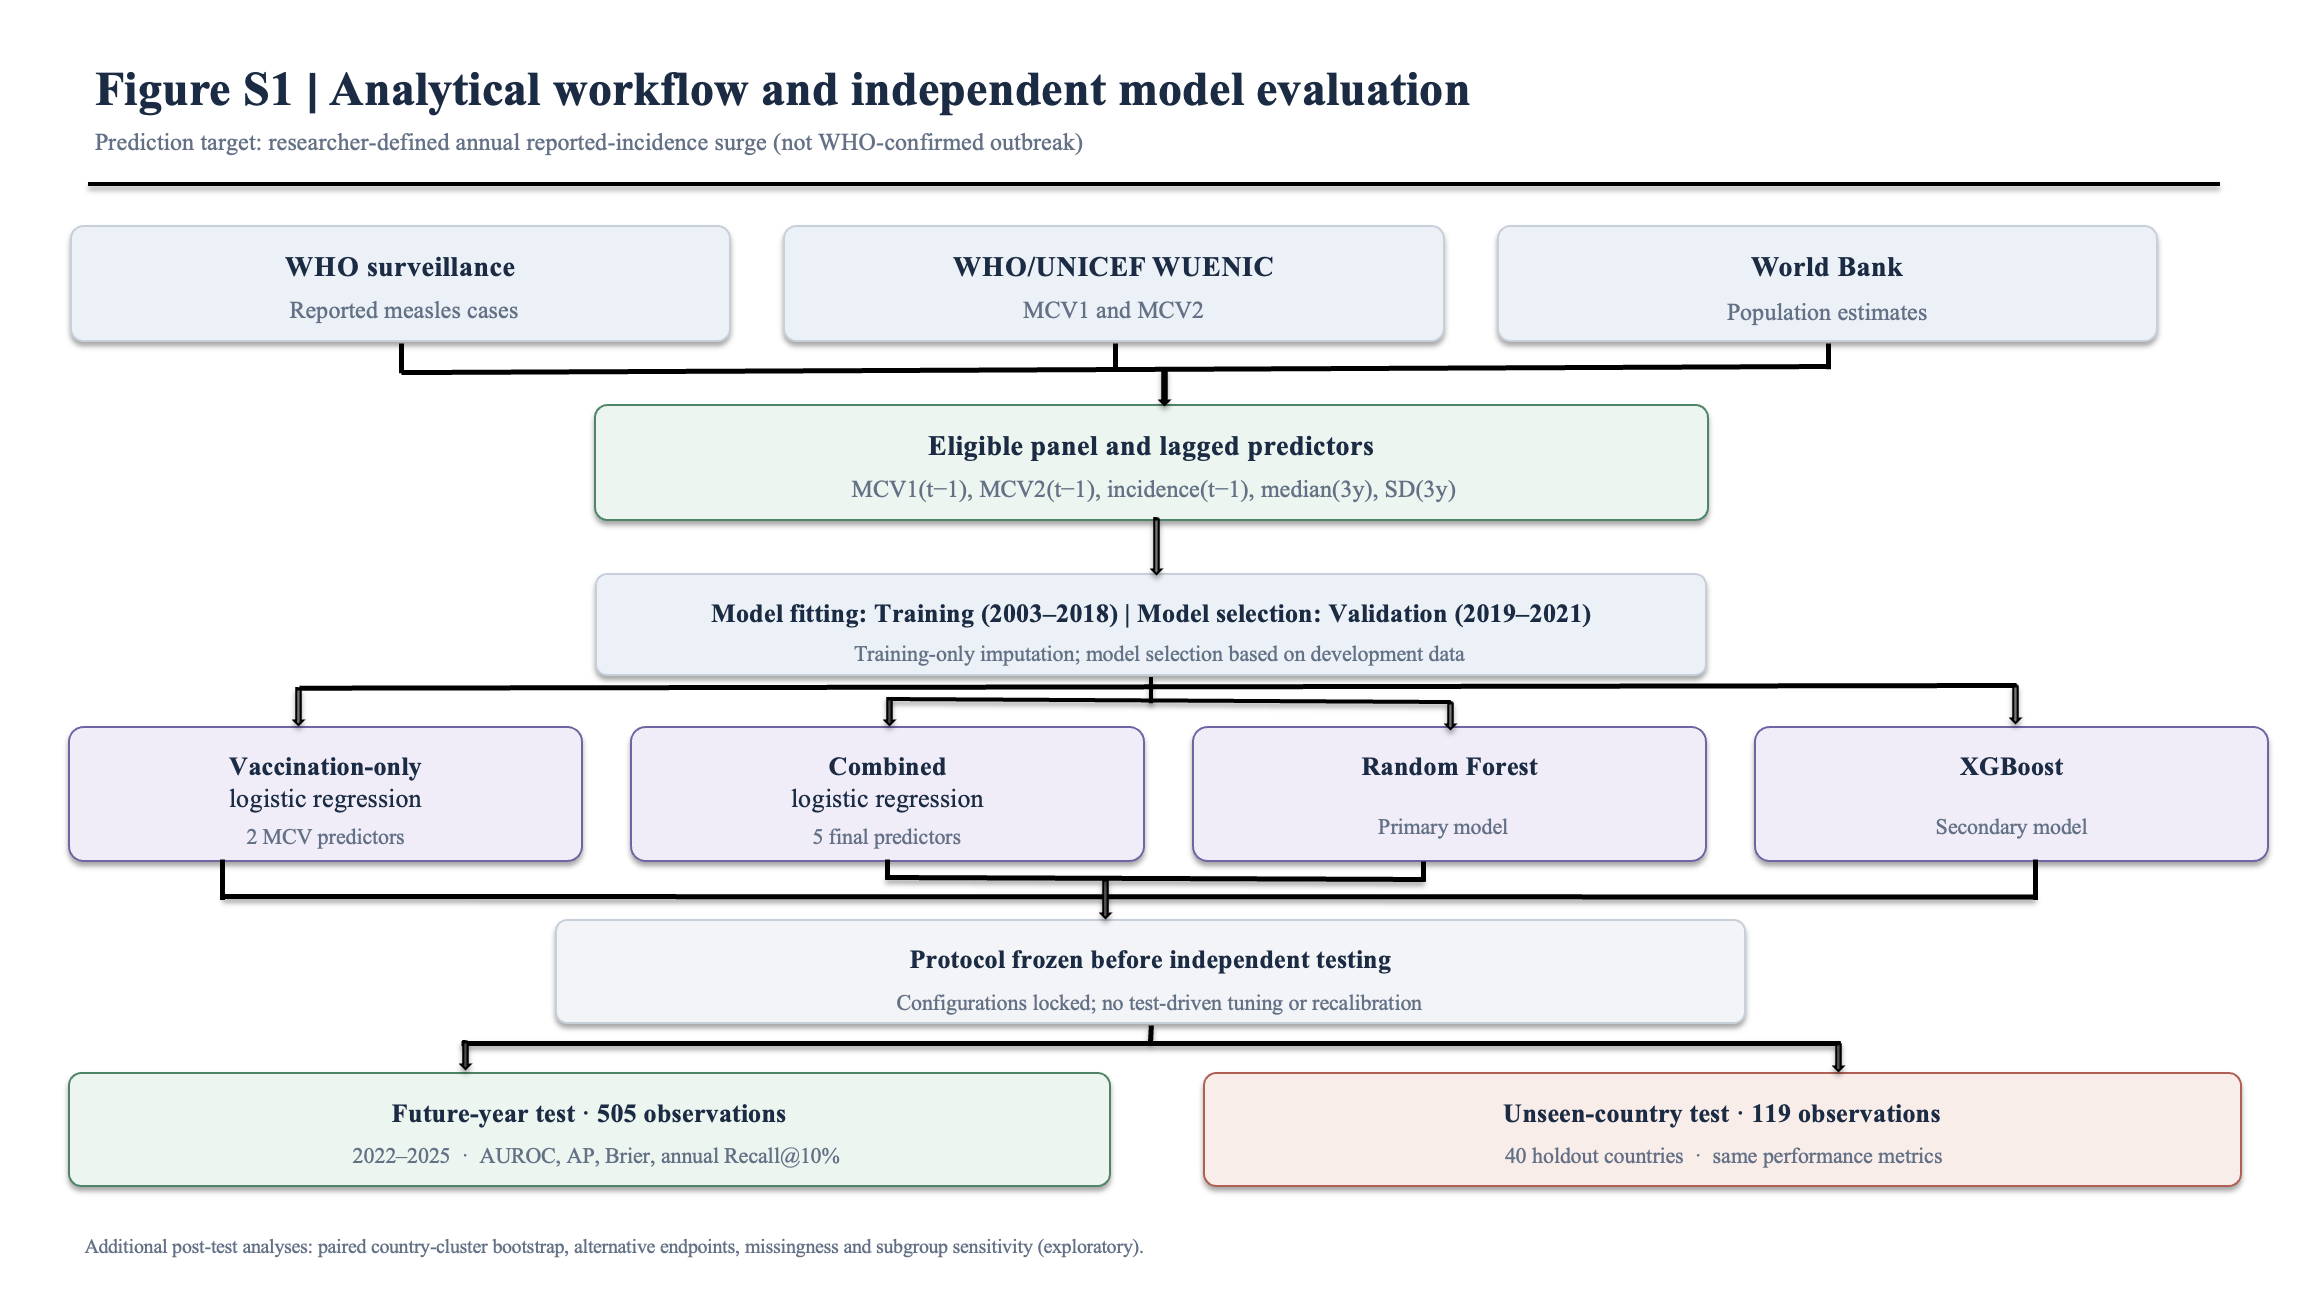 Figure S1 | Analytical workflow and independent model evaluation
Prediction target: researcher-defined annual reported-incidence surge (not WHO-confirmed outbreak)
WHO surveillance
Reported measles cases
WHO/UNICEF WUENIC
MCV1 and MCV2
World Bank
Population estimates
Eligible panel and lagged predictors
MCV1(t−1), MCV2(t−1), incidence(t−1), median(3y), SD(3y)
Model fitting: Training (2003–2018) | Model selection: Validation (2019–2021)
Training-only imputation; model selection based on development data
Vaccination-only
logistic regression
2 MCV predictors
Combined
logistic regression
5 final predictors
Random Forest
Primary model
XGBoost
Secondary model
Protocol frozen before independent testing
Configurations locked; no test-driven tuning or recalibration
Future-year test · 505 observations
2022–2025 · AUROC, AP, Brier, annual Recall@10%
Unseen-country test · 119 observations
40 holdout countries · same performance metrics
Additional post-test analyses: paired country-cluster bootstrap, alternative endpoints, missingness and subgroup sensitivity (exploratory).